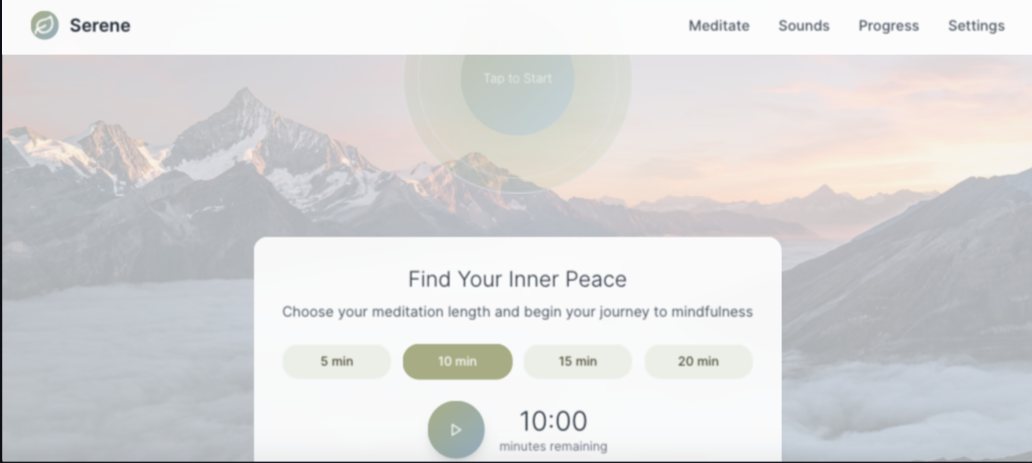 Serene
Meditate Sounds Progress Settings
Tap to Start
Find Your Inner Peace
Choose your meditation length and begin your journey to mindfulness
5 min 10 min 15 min 20 min
10:00
minutes remaining